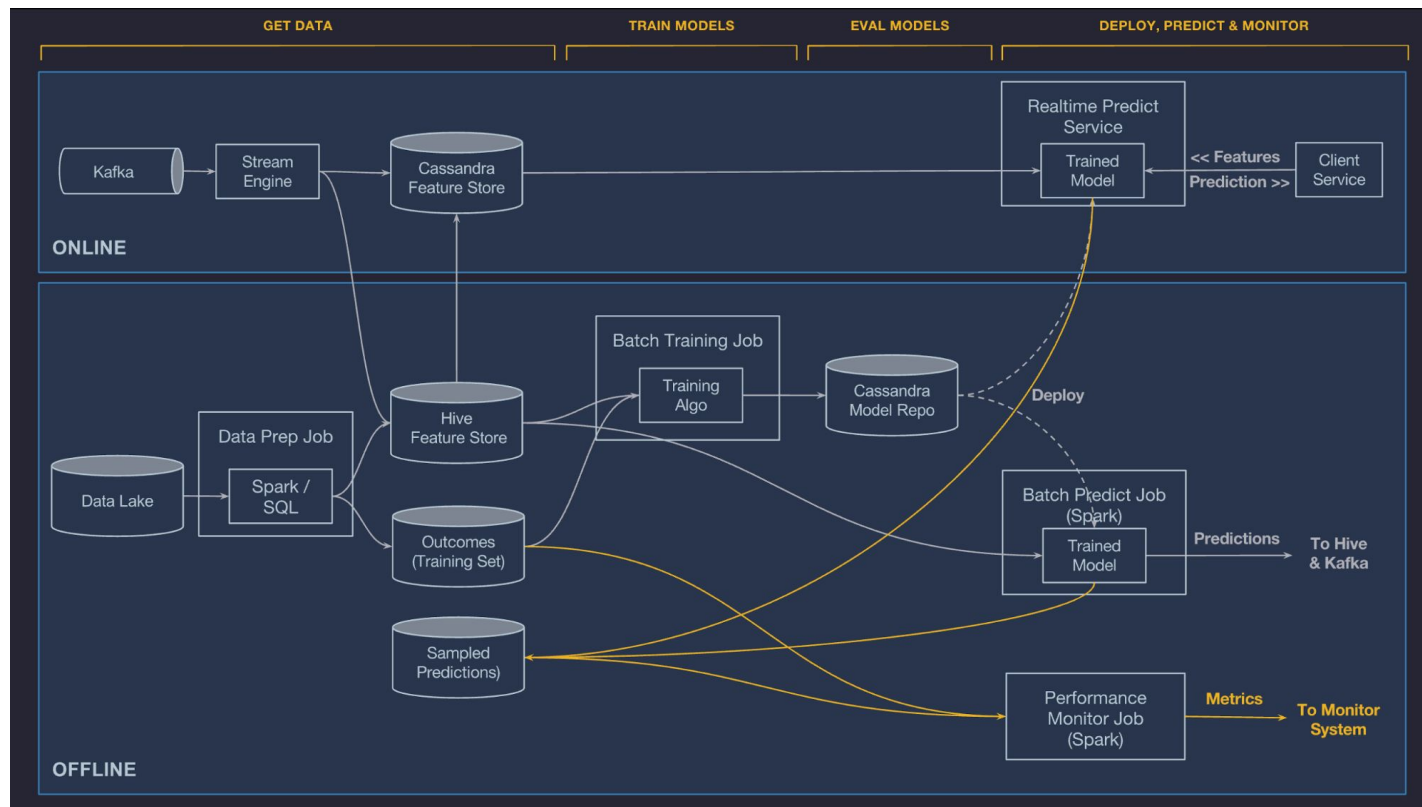 GET DATA
TRAIN MODELS
EVAL MODELS
DEPLOY, PREDICT & MONITOR
Kafka
Stream
Engine
Cassandra
Feature Store
Realtime Predict
Service
Trained
Model
<< Features
Prediction >>
Client
Service
ONLINE
Batch Training Job
Training
Algo
Cassandra
Model Repo
Deploy
Hive
Feature Store
Data Prep Job
Spark /
SQL
Data Lake
Outcomes
(Training Set)
Batch Predict Job
(Spark)
Trained
Model
Predictions
To Hive
& Kafka
Sampled
Predictions)
Performance
Monitor Job
(Spark)
Metrics
To Monitor
System
OFFLINE